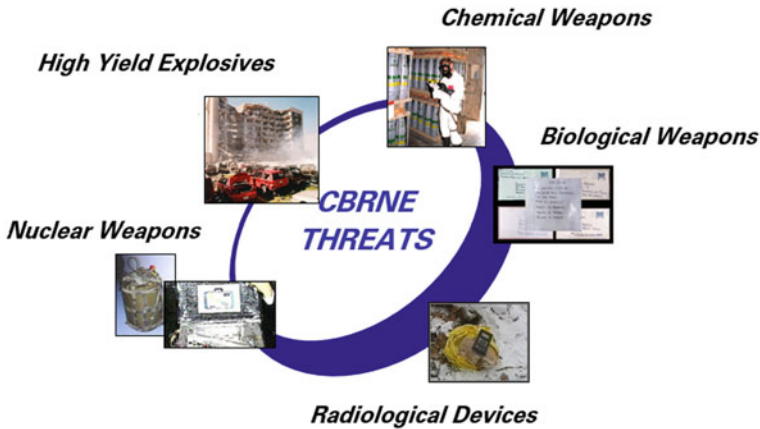 Chemical Weapons
High Yield Explosives
Biological Weapons
CBRNE
THREATS
Nuclear Weapons
Radiological Devices